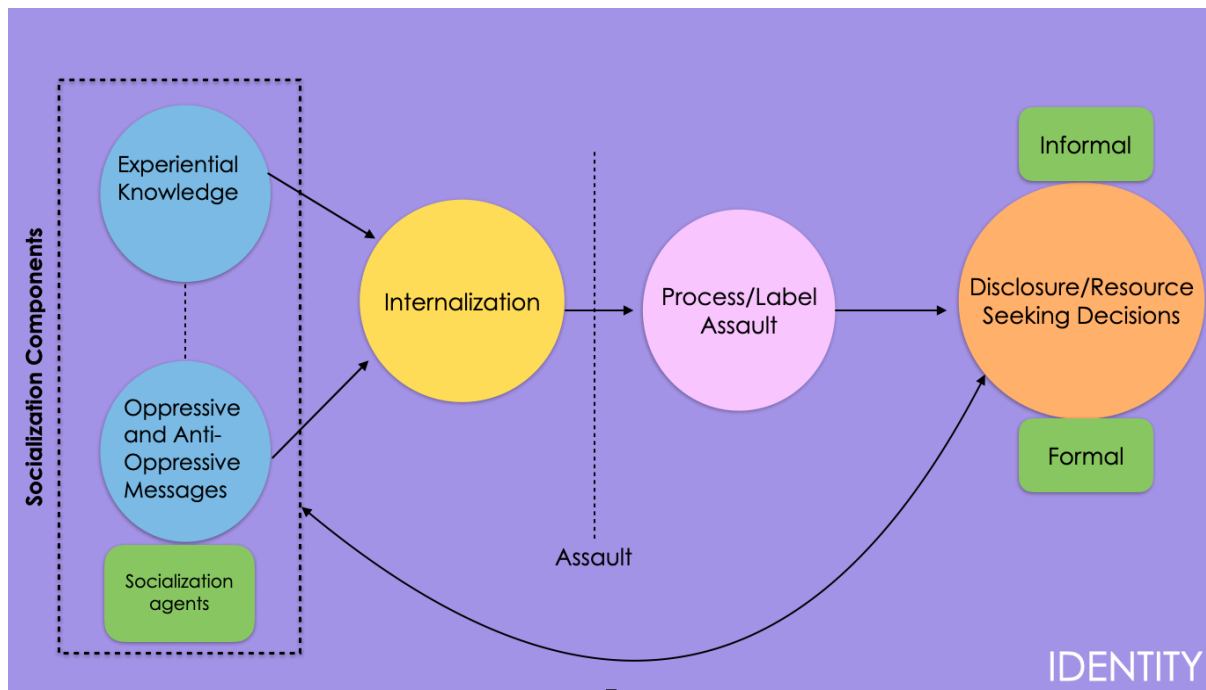 Socialization Components
Experiential
Knowledge
Oppressive
and Anti-
Oppressive
Messages
Socialization
agents
Internalization
Assault
Process/Label
Assault
Informal
Disclosure/Resource
Seeking Decisions
Formal
IDENTITY